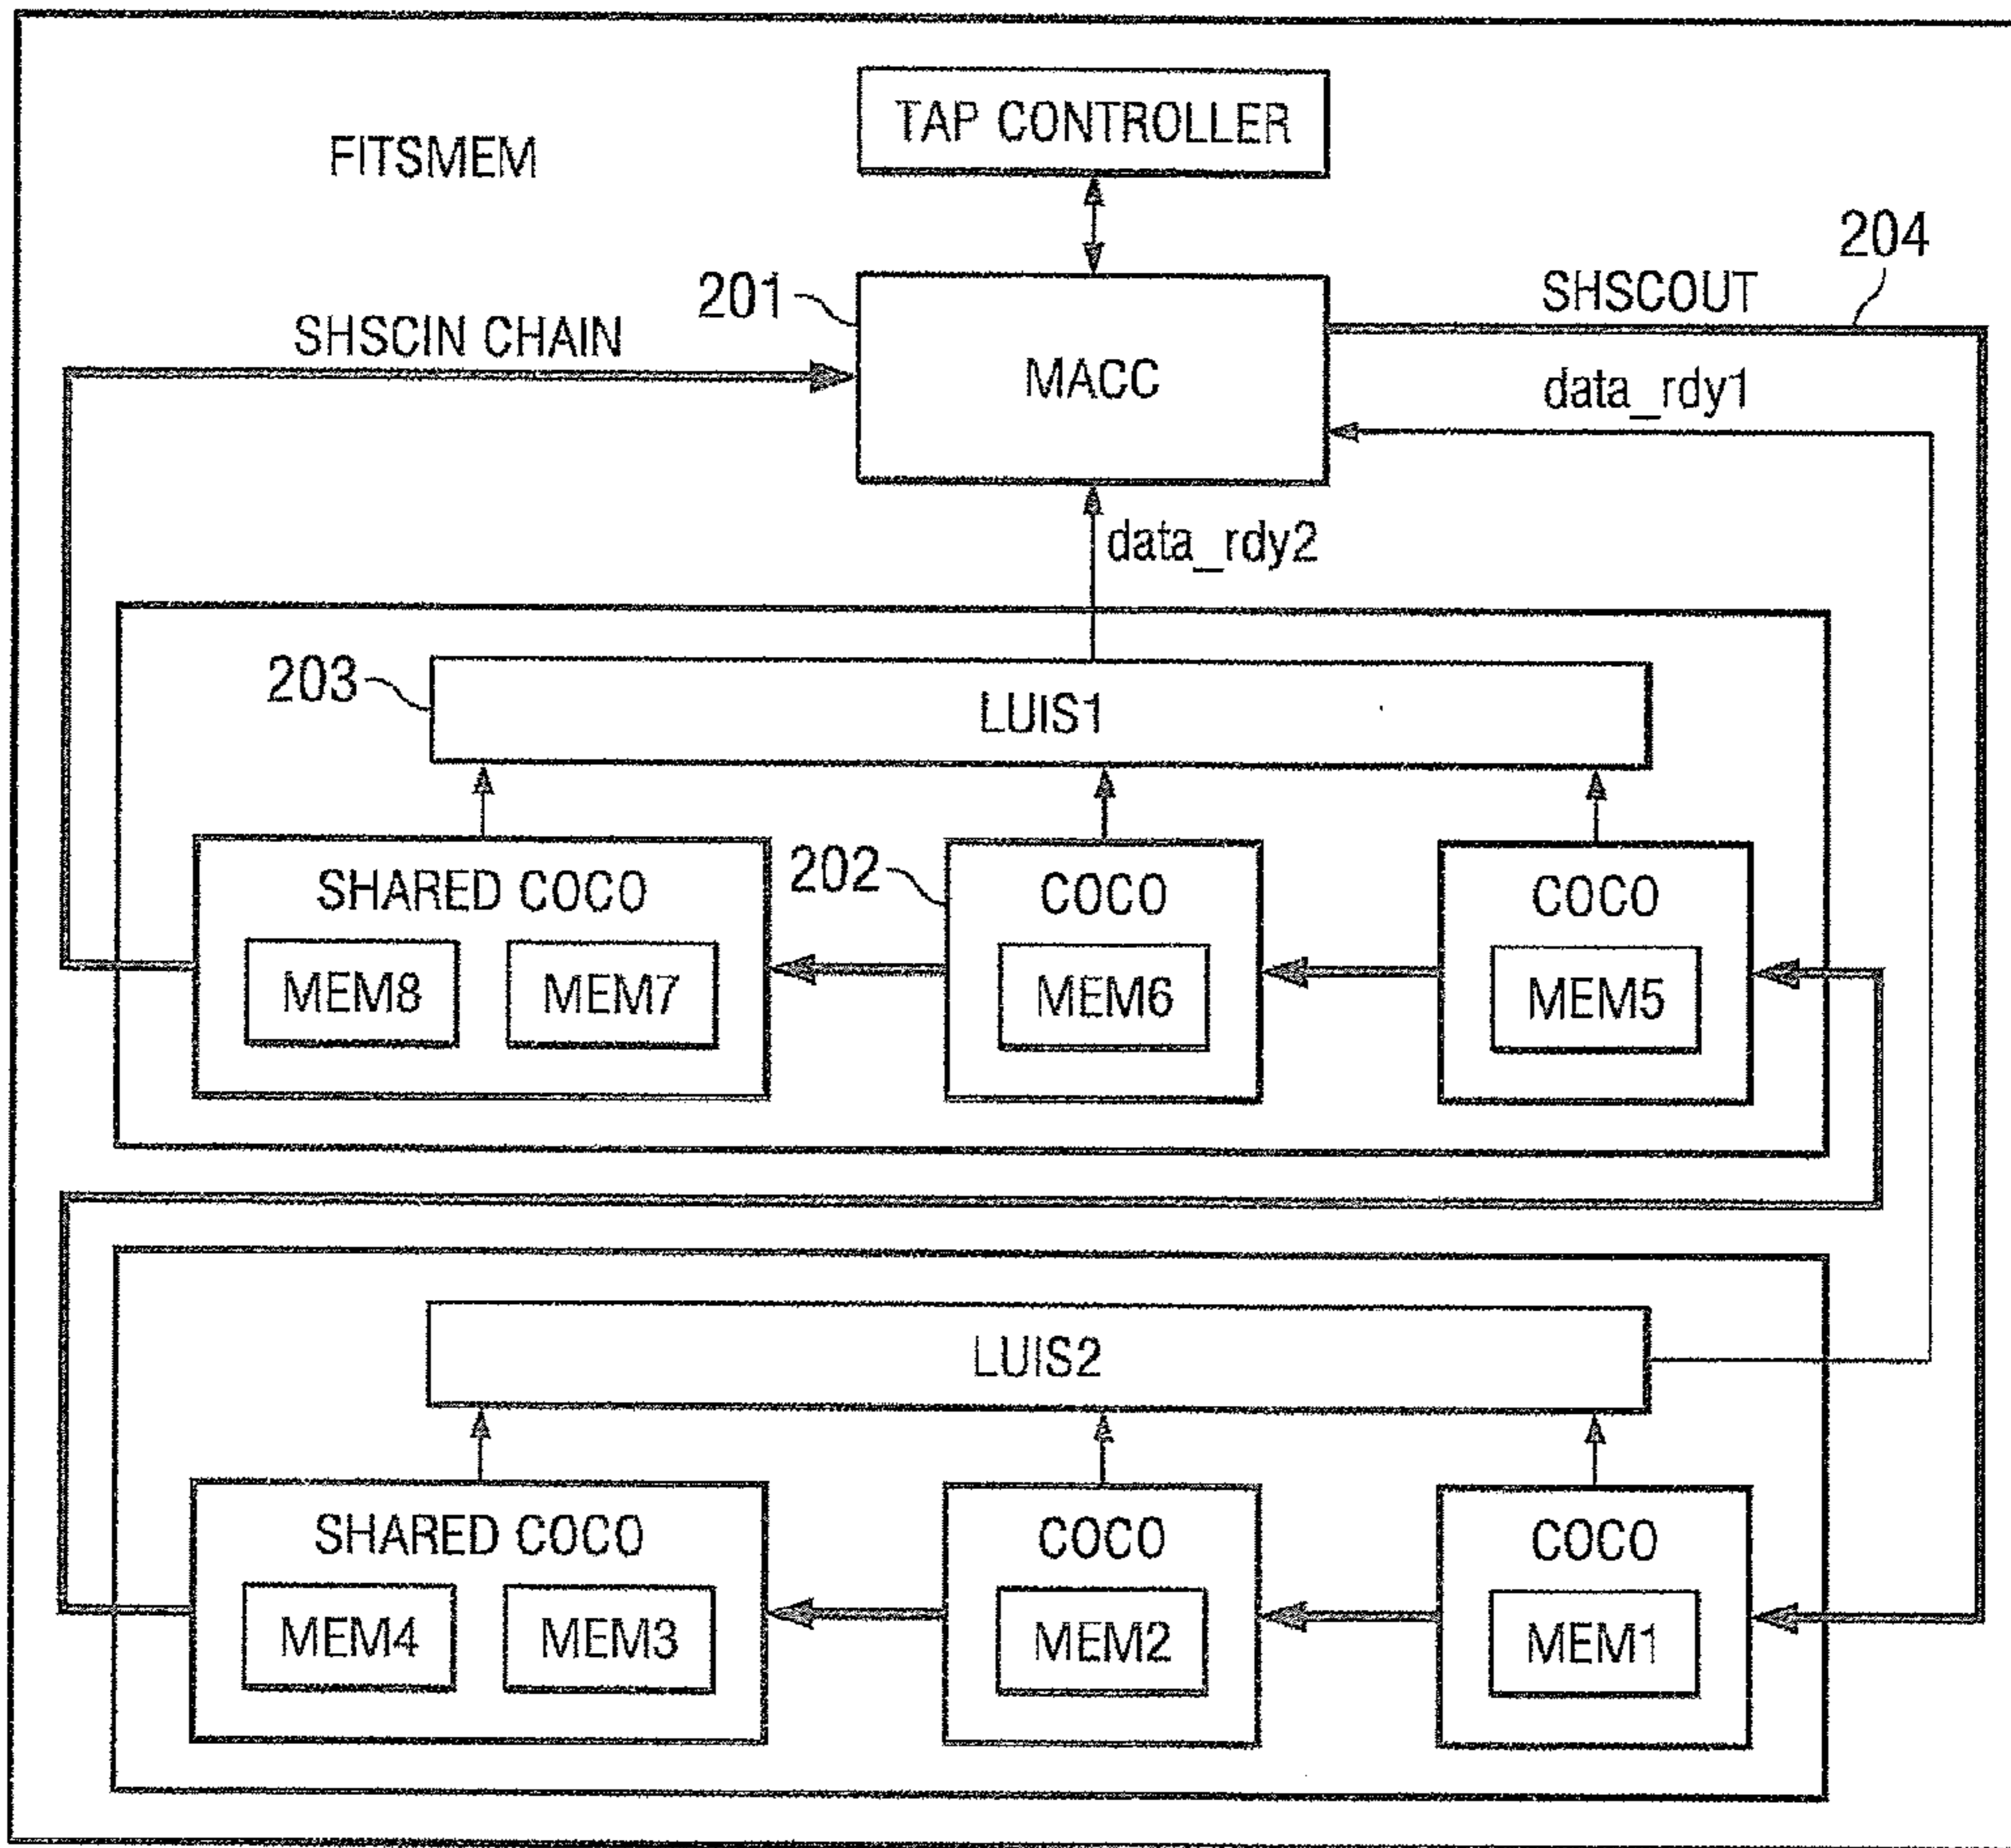 TAP CONTROLLER
FITSMEM
204
201
SHSCOUT
SHSCIN CHAIN
MACC
data_rdy1
data_rdy2
203
LUIS1
202
SHARED COCO
COCO
COCO
MEM8
MEM7
MEM6
MEM5
LUIS2
SHARED COCO
COCO
COCO
MEM4
MEM3
MEM2
MEM1